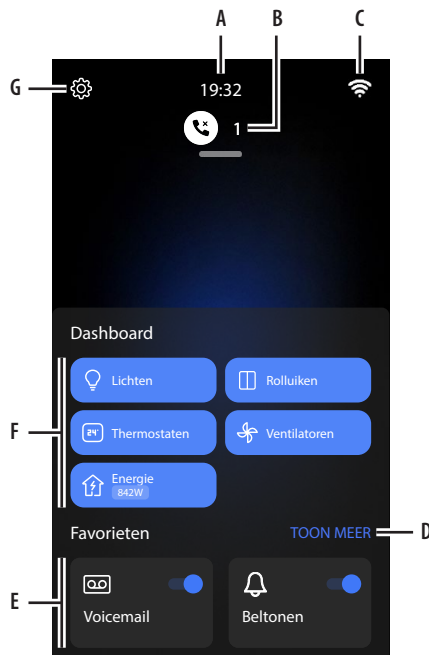 A B C
G 19:32
1
Dashboard
Lichten Rolluiken
F 24° Thermostaten Ventilatoren
Energie
842W
Favorieten TOON MEER D
E
Voicemail Beltonen